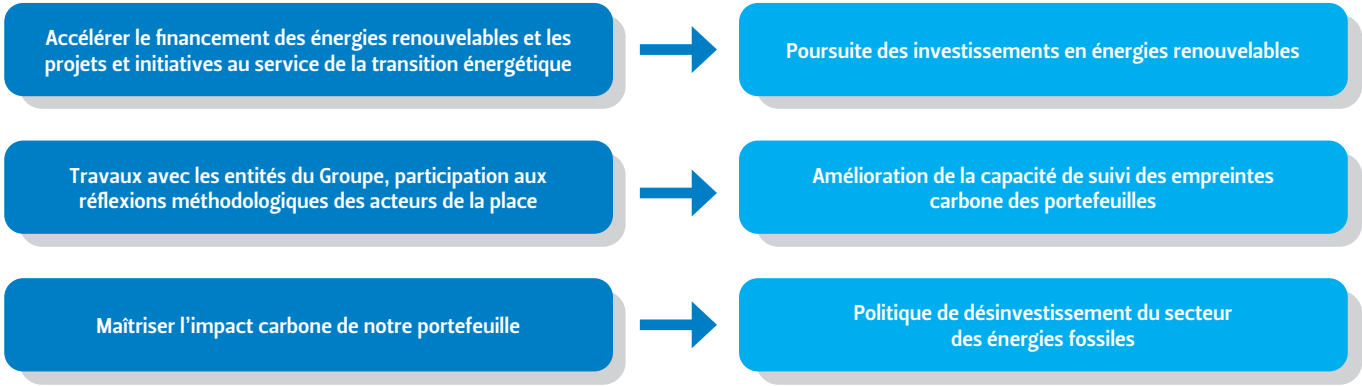 Accélérer le financement des énergies renouvelables et les
projets et initiatives au service de la transition énergétique
Poursuite des investissements en énergies renouvelables
Travaux avec les entités du Groupe, participation aux
réflexions méthodologiques des acteurs de la place
Amélioration de la capacité de suivi des empreintes
carbone des portefeuilles
Maîtriser l’impact carbone de notre portefeuille
Politique de désinvestissement du secteur
des énergies fossiles